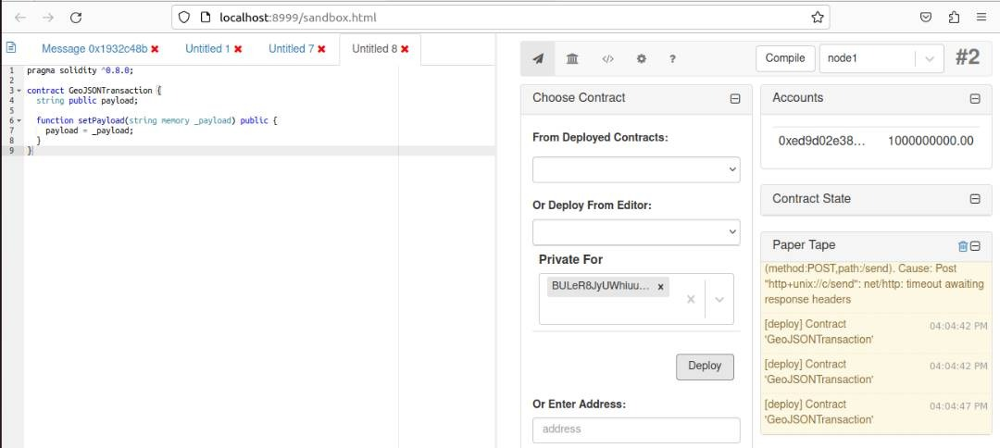 localhost:8999/sandbox.html
Message 0x1932c48b
Untitled 1
Untitled 7
Untitled 8
1 pragma solidity ^0.8.0;
2
3 contract GeoJSONTransaction {
4 string public payload;
5
6 function setPayload(string memory _payload) public {
7 payload = _payload;
8 }
9 }
?
Compile
node1
#2
Choose Contract
From Deployed Contracts:
Or Deploy From Editor:
Private For
BULeR8JyUWhiuu... x
Deploy
Or Enter Address:
address
Accounts
0xed9d02e38... 1000000000.00
Contract State
Paper Tape
(method:POST,path:/send). Cause: Post
"http+unix://c/send": net/http: timeout awaiting
response headers
[deploy] Contract 04:04:42 PM
'GeoJSONTransaction'
[deploy] Contract 04:04:42 PM
'GeoJSONTransaction'
[deploy] Contract 04:04:47 PM
'GeoJSONTransaction'